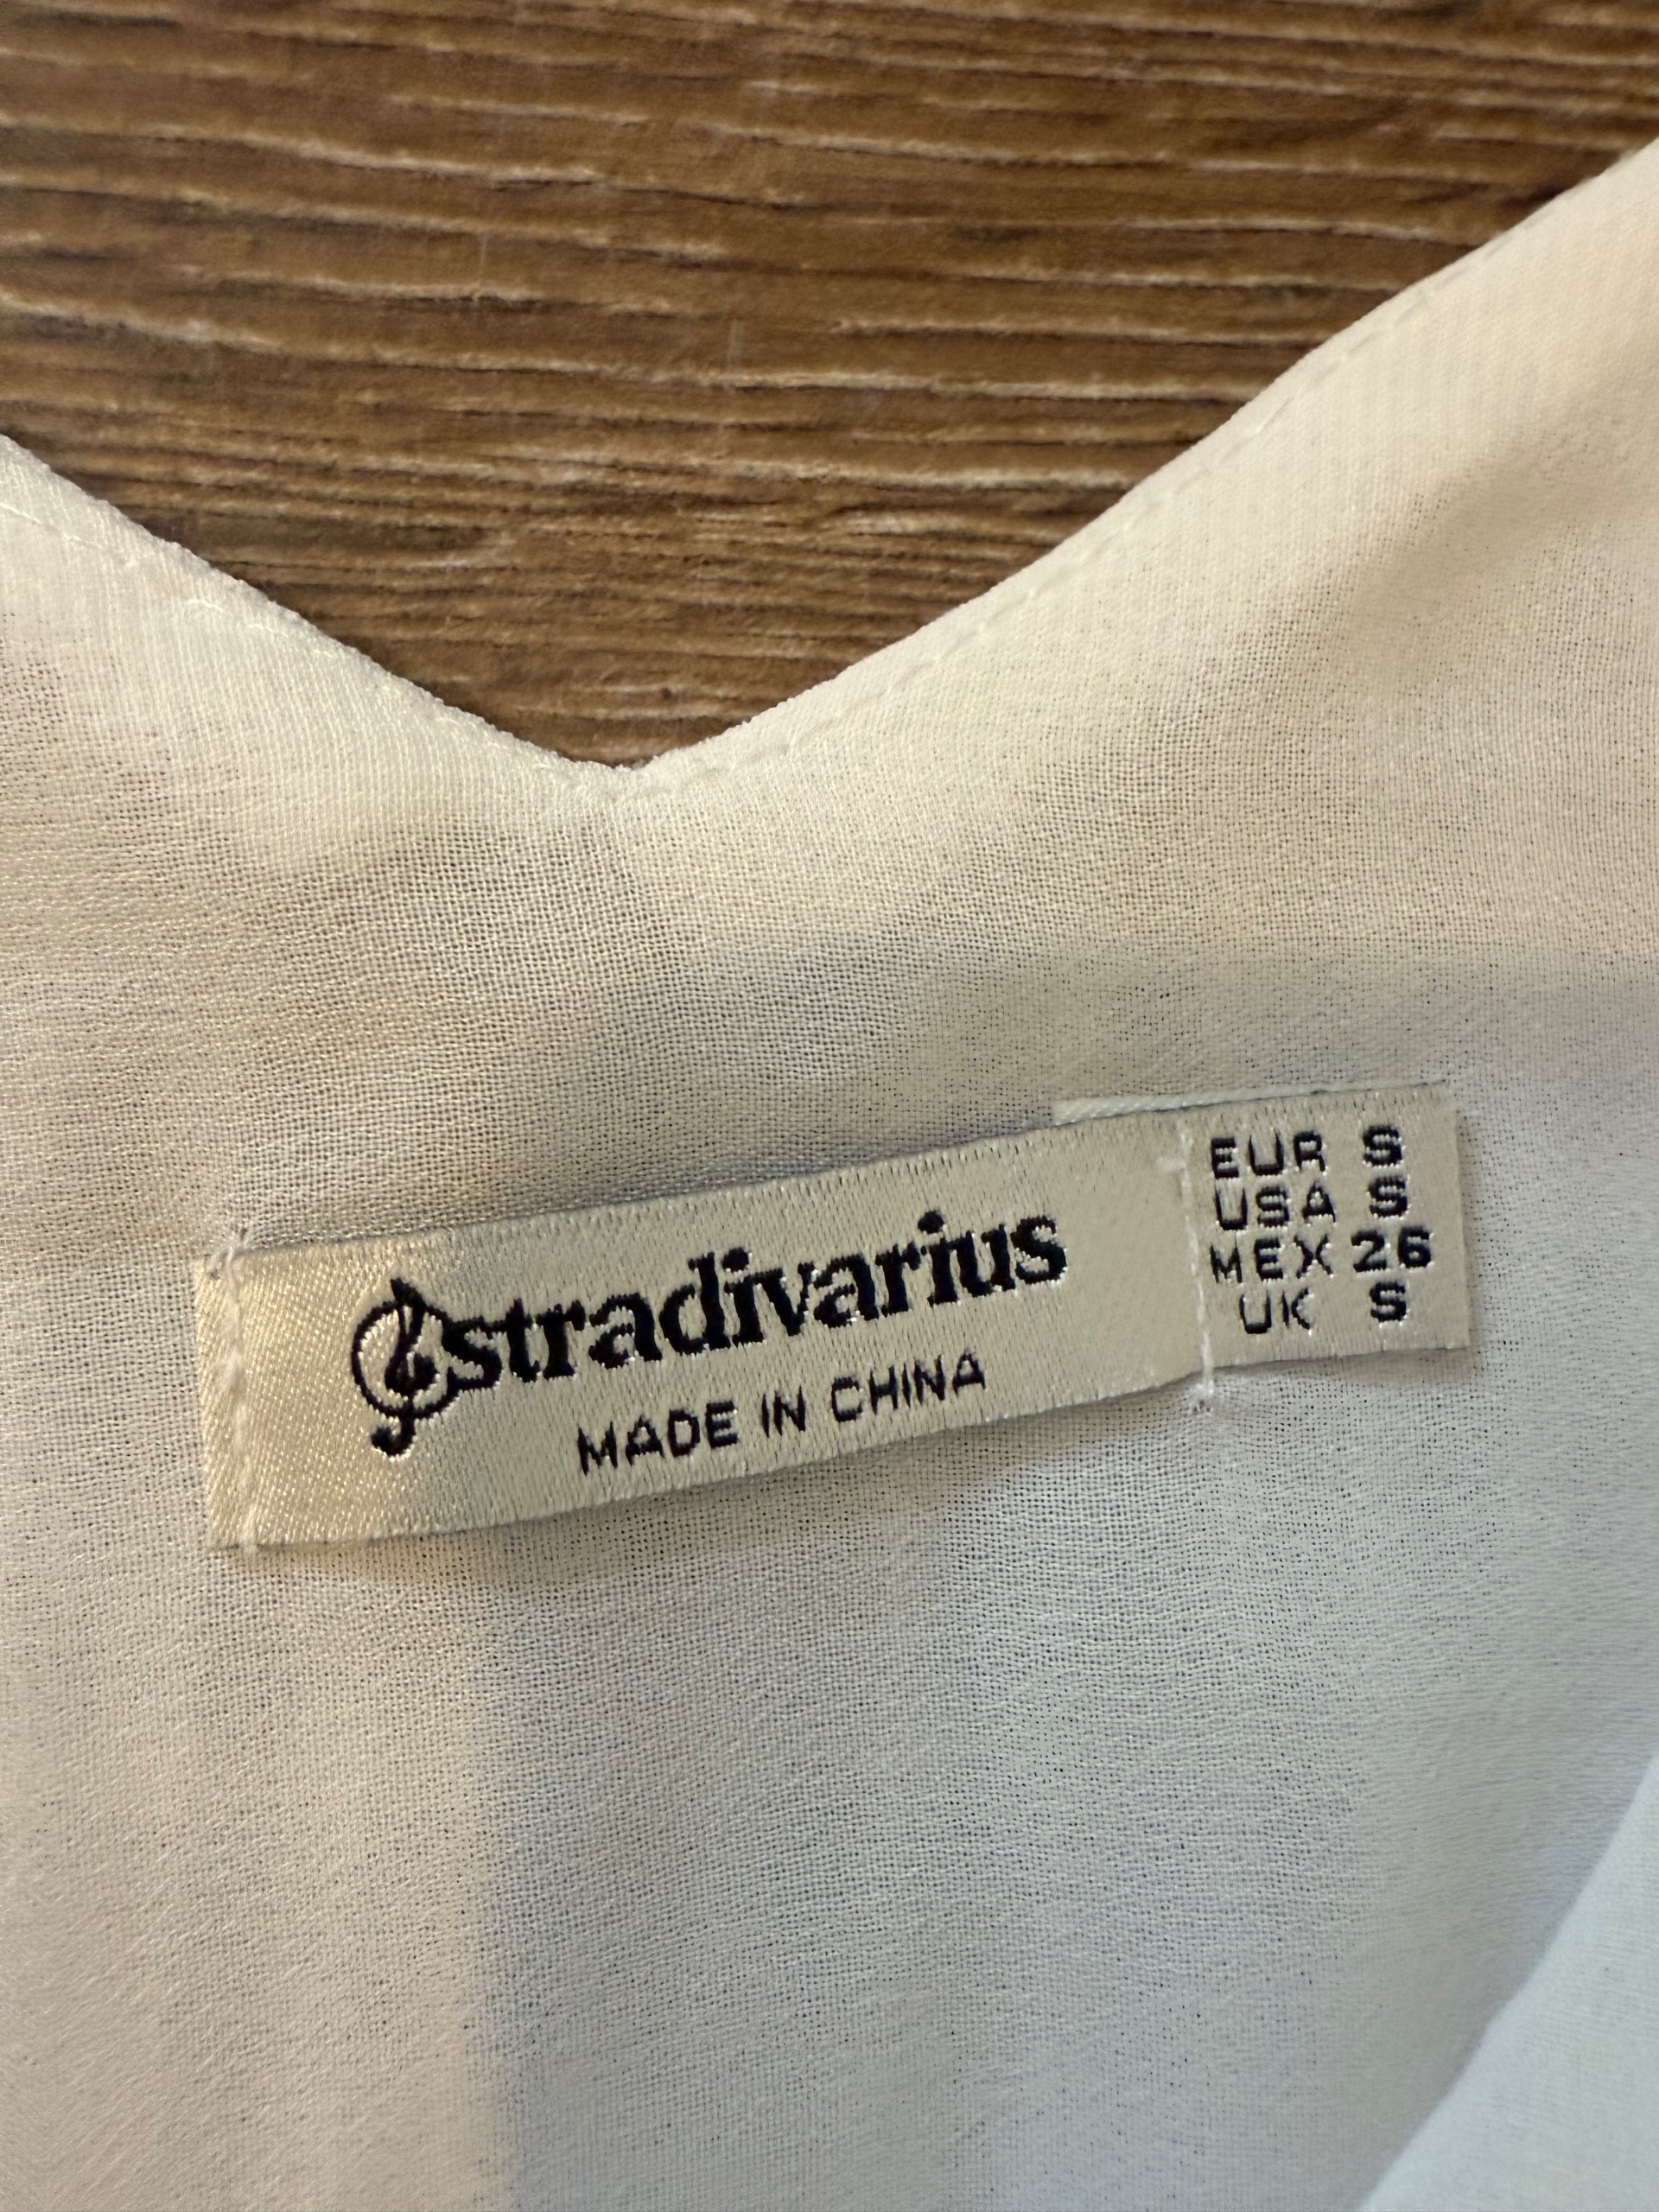 stradivarius
MADE IN CHINA
EUR S
USA S
MEX 26
UK S